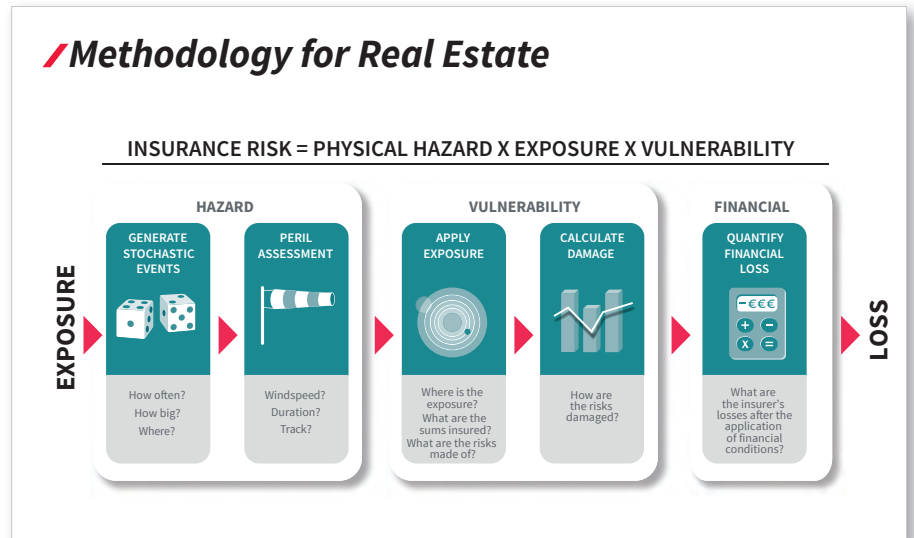 Methodology for Real Estate
INSURANCE RISK = PHYSICAL HAZARD X EXPOSURE X VULNERABILITY
EXPOSURE
HAZARD
GENERATE
STOCHASTIC
EVENTS
How often?
How big?
Where?
PERIL
ASSESSMENT
Windspeed?
Duration?
Track?
VULNERABILITY
APPLY
EXPOSURE
Where is the
exposure?
What are the
sums insured?
What are the risks
made of?
CALCULATE
DAMAGE
How are
the risks
damaged?
FINANCIAL
QUANTIFY
FINANCIAL
LOSS
-€€€
+ −
x =
What are
the insurer's
losses after the
application
of financial
conditions?
LOSS